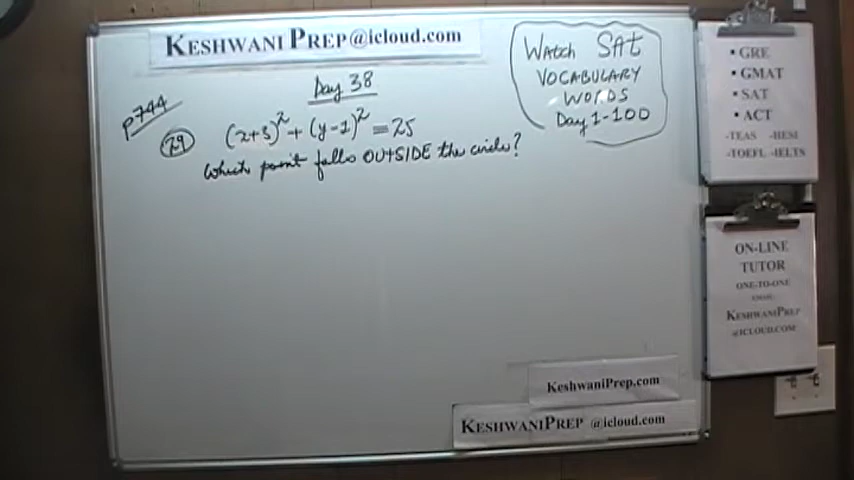 KESHWANI PREP@icloud.com
Day 38
p744
29 (x+3)² + (y-1)² = 25
Which point falls OUTSIDE the circle?
WATCH SAT
VOCABULARY
WORDS
Day 1-100
• GRE
• GMAT
• SAT
• ACT
-TEAS -HESI
-TOEFL -IELTS
ON-LINE
TUTOR
ONE-TO-ONE
KESHWANIPREP
@ICLOUD.COM
KeshwaniPrep.com
KESHWANIPREP @icloud.com